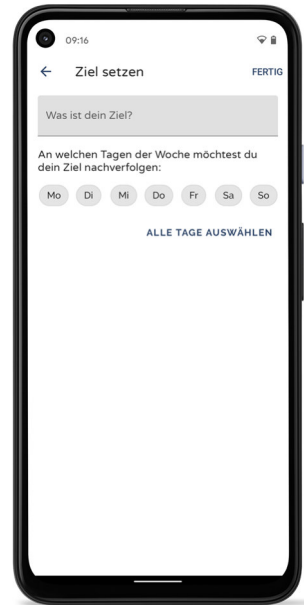 09:16
Ziel setzen
FERTIG
Was ist dein Ziel?
An welchen Tagen der Woche möchtest du
dein Ziel nachverfolgen:
Mo Di Mi Do Fr Sa So
ALLE TAGE AUSWÄHLEN